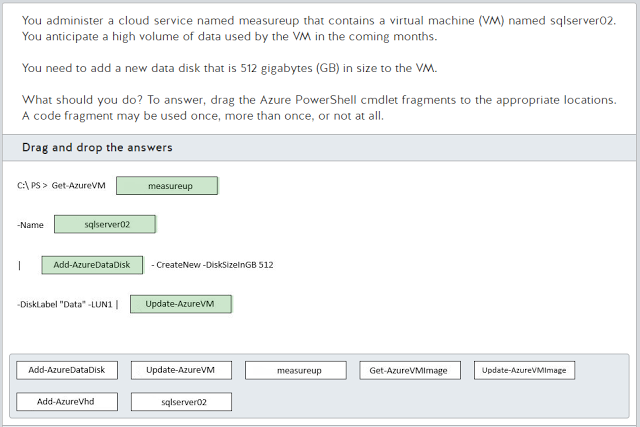 You administer a cloud service named measureup that contains a virtual machine (VM) named sqlserver02.
You anticipate a high volume of data used by the VM in the coming months.
You need to add a new data disk that is 512 gigabytes (GB) in size to the VM.
What should you do? To answer, drag the Azure PowerShell cmdlet fragments to the appropriate locations.
A code fragment may be used once, more than once, or not at all.
Drag and drop the answers
C:\ PS > Get-AzureVM measureup
-Name sqlserver02
| Add-AzureDataDisk - CreateNew -DiskSizeInGB 512
-DiskLabel "Data" -LUN1 | Update-AzureVM
Add-AzureDataDisk Update-AzureVM measureup Get-AzureVMImage Update-AzureVMImage
Add-AzureVhd sqlserver02